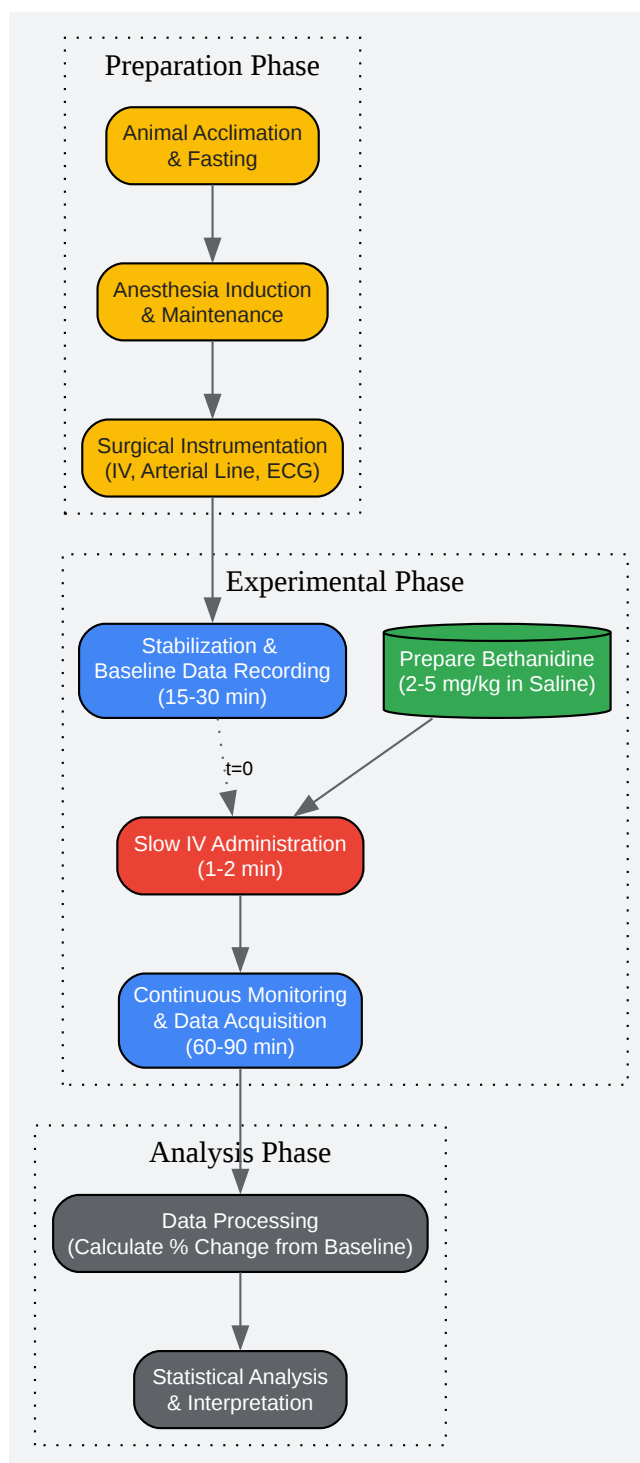 Preparation Phase
Animal Acclimation
& Fasting
Anesthesia Induction
& Maintenance
Surgical Instrumentation
(IV, Arterial Line, ECG)
Experimental Phase
Stabilization &
Baseline Data Recording
(15-30 min)
Prepare Bethanidine
(2-5 mg/kg in Saline)
t=0
Slow IV Administration
(1-2 min)
Continuous Monitoring
& Data Acquisition
(60-90 min)
Analysis Phase
Data Processing
(Calculate % Change from Baseline)
Statistical Analysis
& Interpretation